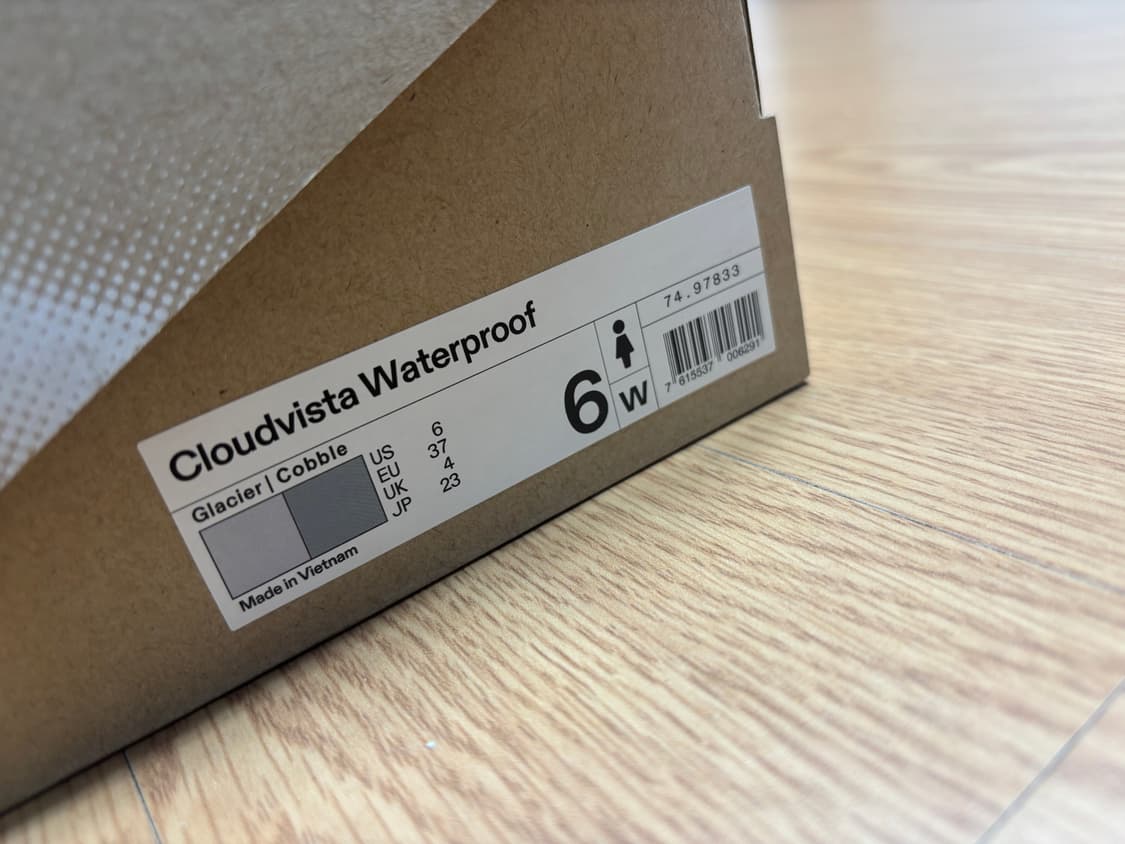 Cloudvista Waterproof
Glacier | Cobble
US 6
EU 37
UK 4
JP 23
Made in Vietnam
6
W
74.97833
7 615537 006291